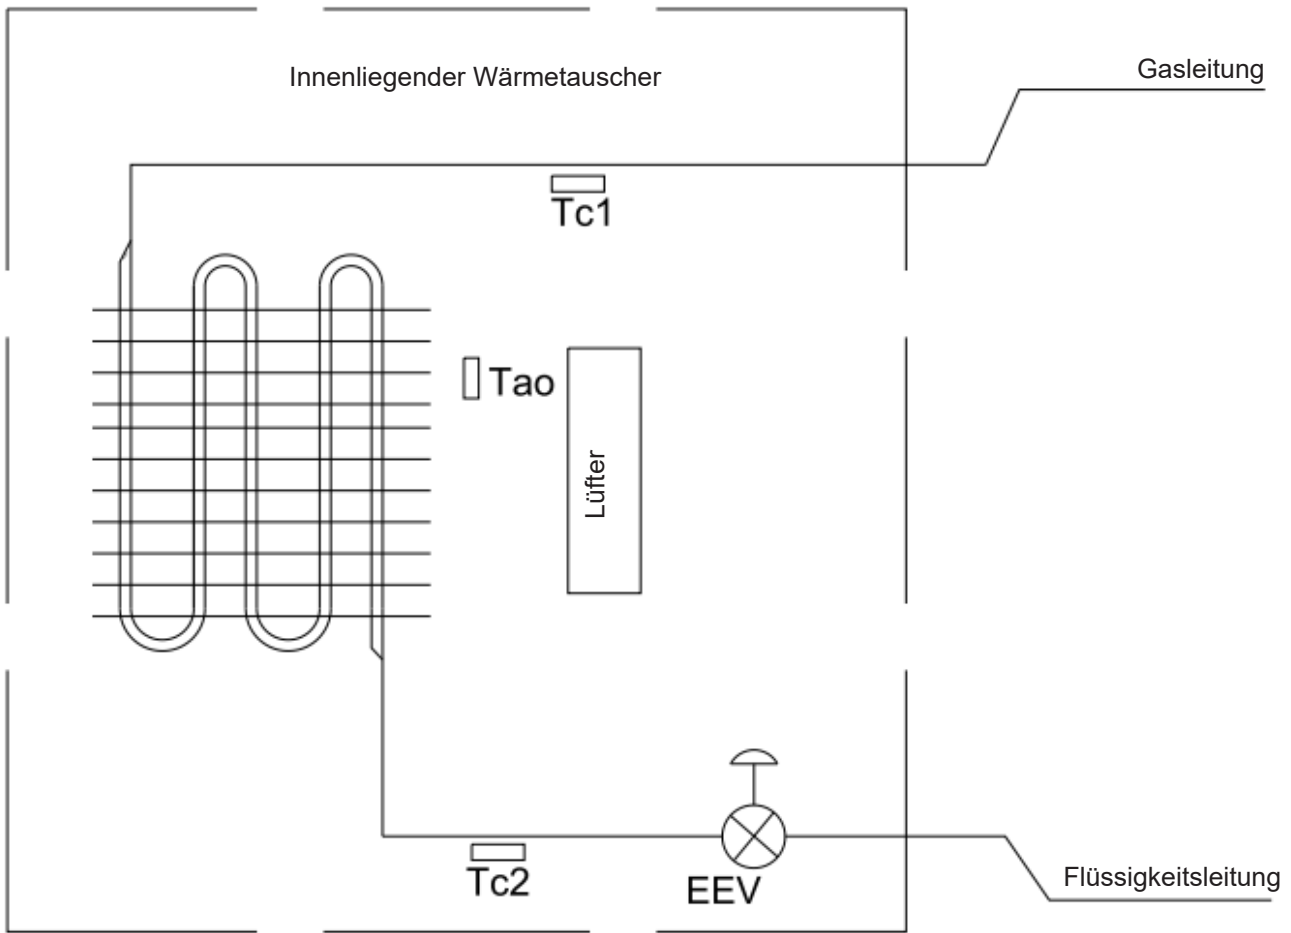 Gasleitung
Innenliegender Wärmetauscher
Tc1
Tao
Lüfter
Tc2
EEV
Flüssigkeitsleitung